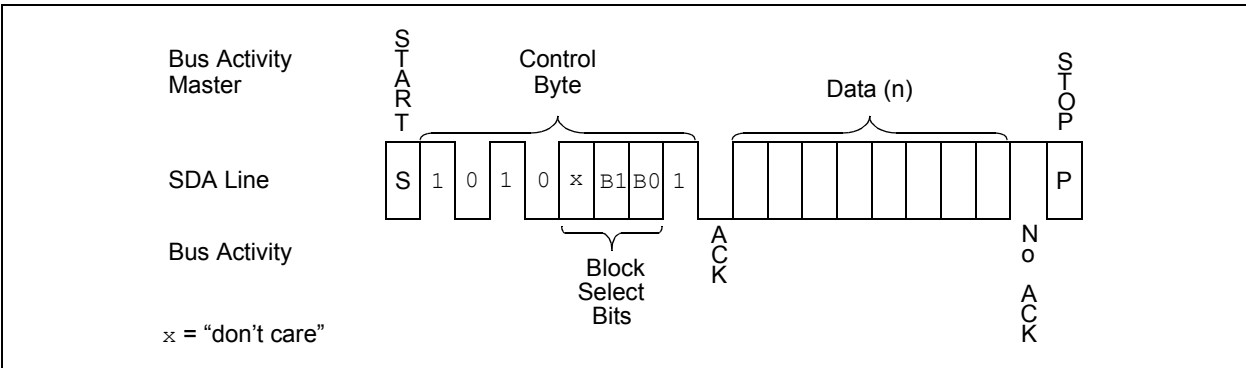 Bus Activity
Master
START
Control
Byte
Data (n)
STOP
SDA Line
S 1 0 1 0 x B1 B0 1 P
Bus Activity
Block
Select
Bits
ACK
No ACK
x = “don’t care”